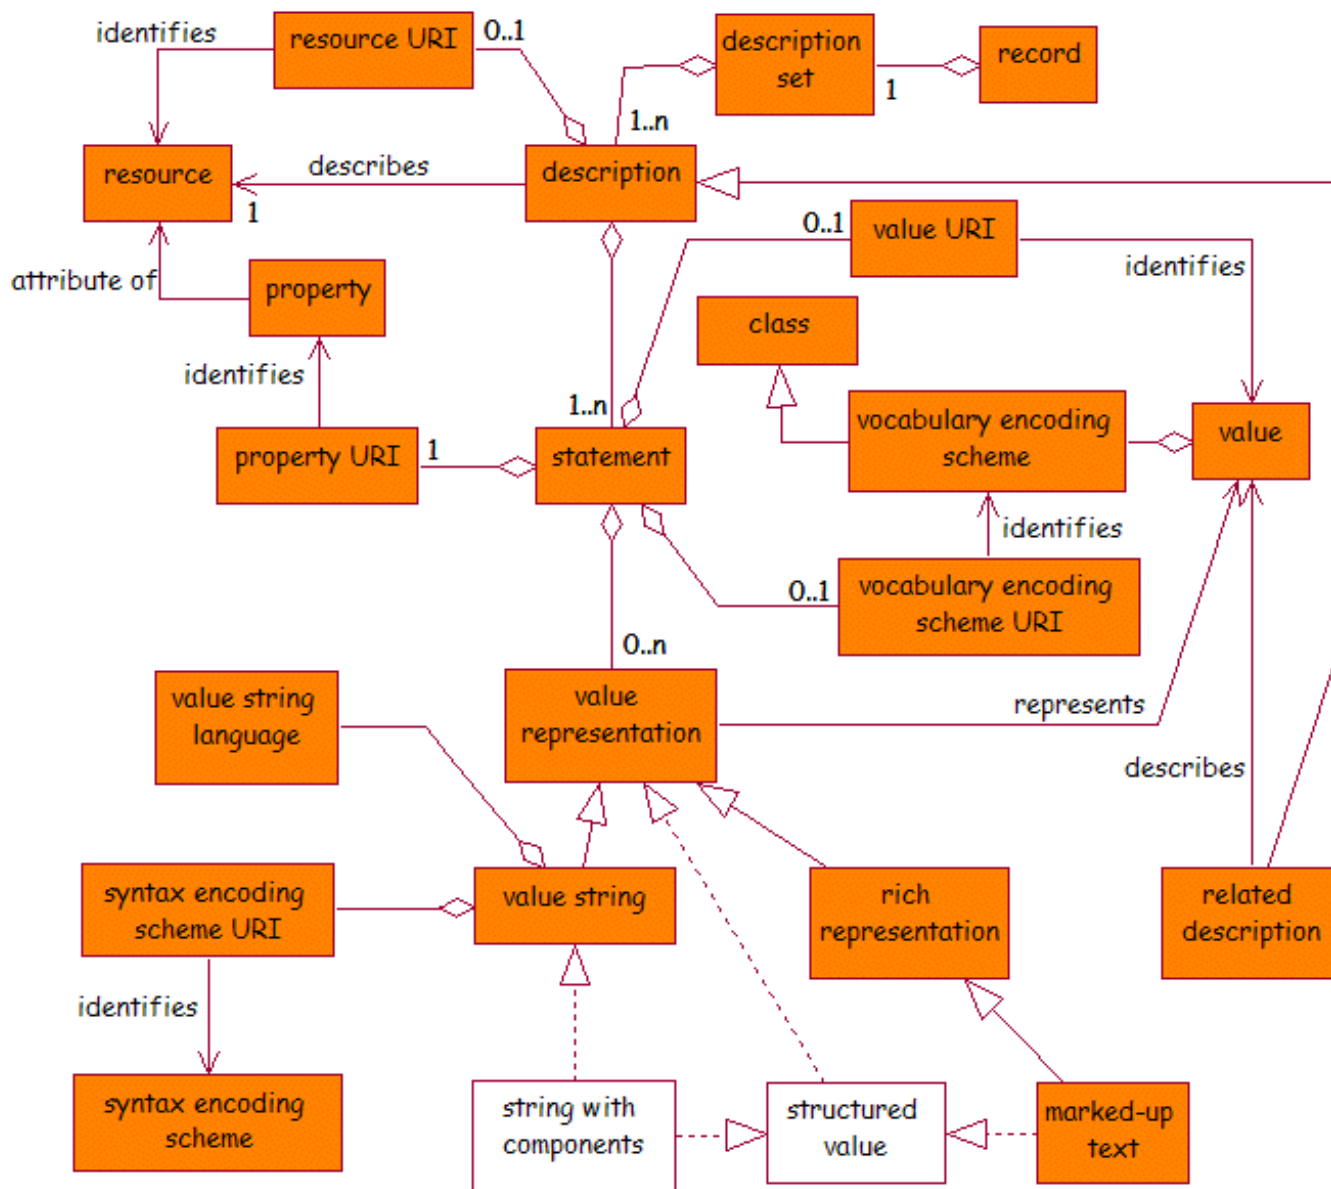 identifies
resource URI
0..1
description
set
1
record
1..n
resource
describes
1
description
attribute of
property
0..1
value URI
identifies
class
identifies
1..n
property URI
1
statement
vocabulary encoding
scheme
value
identifies
0..1
vocabulary encoding
scheme URI
0..n
value string
language
value
representation
represents
describes
syntax encoding
scheme URI
value string
rich
representation
related
description
identifies
syntax encoding
scheme
string with
components
structured
value
marked-up
text